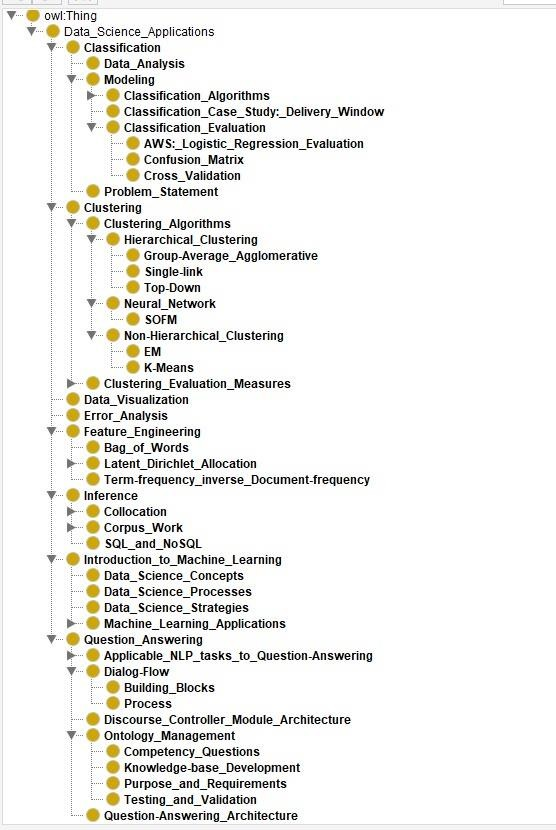 owl:Thing
Data_Science_Applications
Classification
Data_Analysis
Modeling
Classification_Algorithms
Classification_Case_Study:_Delivery_Window
Classification_Evaluation
AWS:_Logistic_Regression_Evaluation
Confusion_Matrix
Cross_Validation
Problem_Statement
Clustering
Clustering_Algorithms
Hierarchical_Clustering
Group-Average_Agglomerative
Single-link
Top-Down
Neural_Network
SOFM
Non-Hierarchical_Clustering
EM
K-Means
Clustering_Evaluation_Measures
Data_Visualization
Error_Analysis
Feature_Engineering
Bag_of_Words
Latent_Dirichlet_Allocation
Term-frequency_inverse_Document-frequency
Inference
Collocation
Corpus_Work
SQL_and_NoSQL
Introduction_to_Machine_Learning
Data_Science_Concepts
Data_Science_Processes
Data_Science_Strategies
Machine_Learning_Applications
Question_Answering
Applicable_NLP_tasks_to_Question-Answering
Dialog-Flow
Building_Blocks
Process
Discourse_Controller_Module_Architecture
Ontology_Management
Competency_Questions
Knowledge-base_Development
Purpose_and_Requirements
Testing_and_Validation
Question-Answering_Architecture